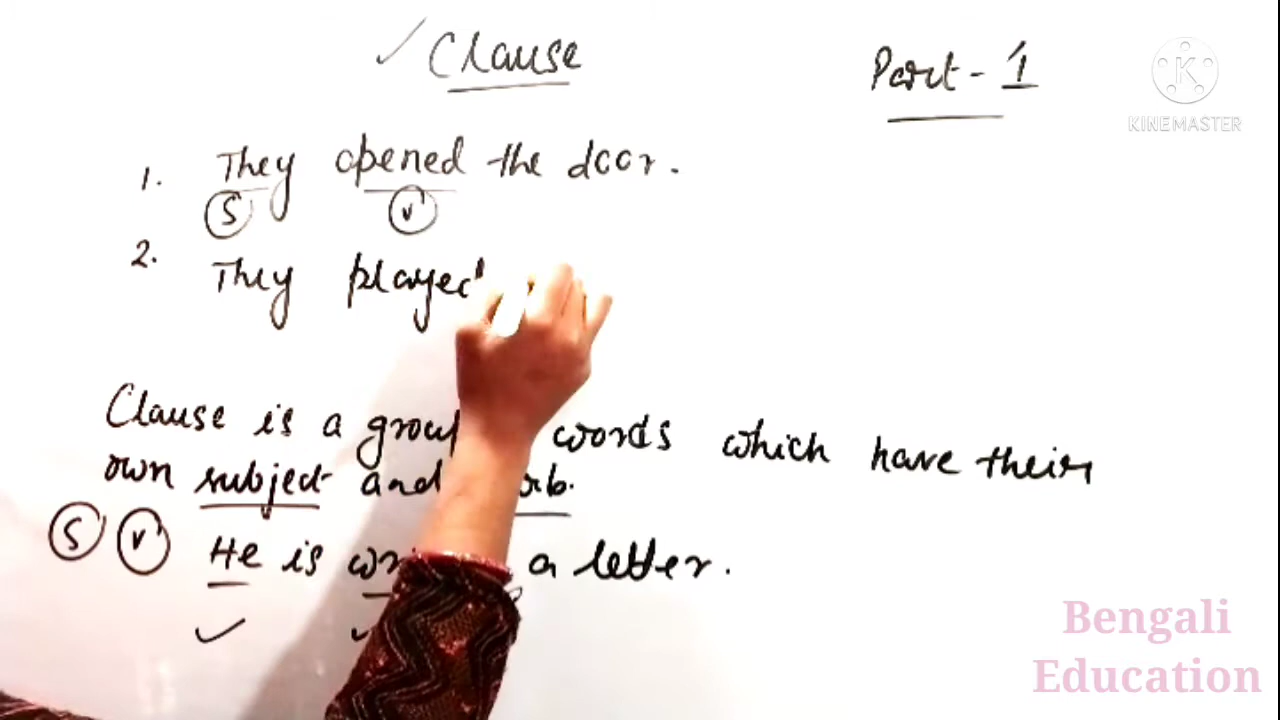 ✓ Clause
Part - 1
KINEMASTER
1. They opened the door.
S V
2. They played
Clause is a group words which have their
own subject and
S V He is a letter.
✓
Bengali
Education